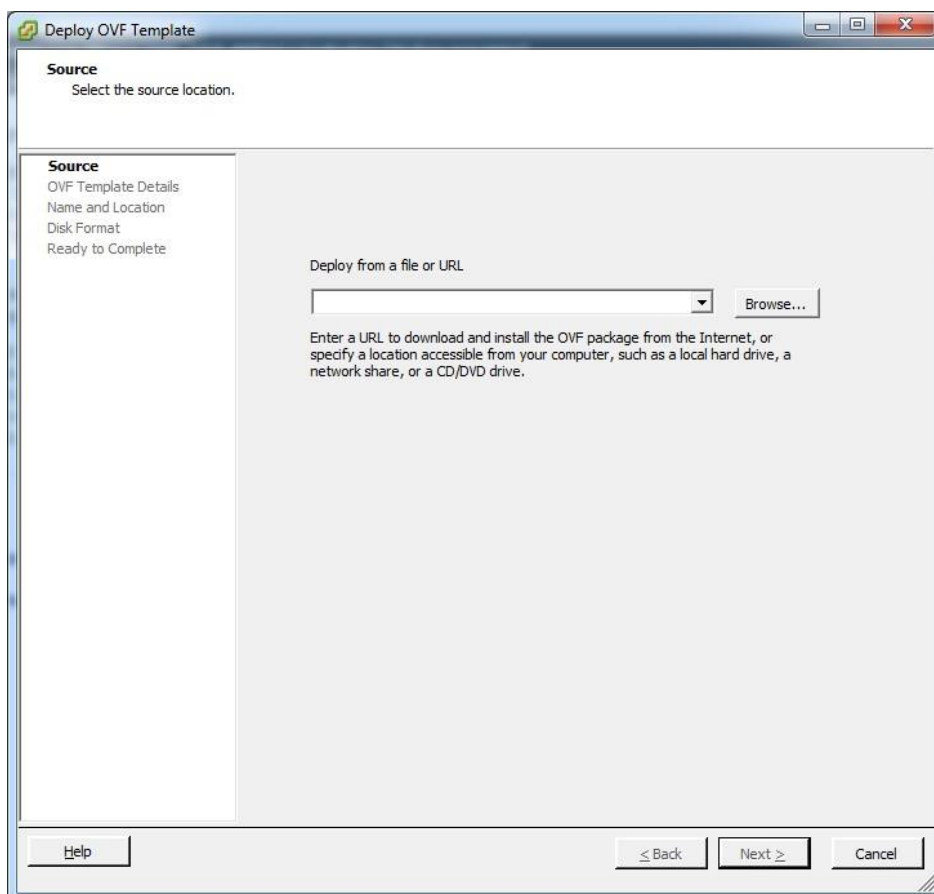 Deploy OVF Template
Source
Select the source location.
Source
OVF Template Details
Name and Location
Disk Format
Ready to Complete
Deploy from a file or URL
Browse...
Enter a URL to download and install the OVF package from the Internet, or
specify a location accessible from your computer, such as a local hard drive, a
network share, or a CD/DVD drive.
Help
< Back
Next >
Cancel